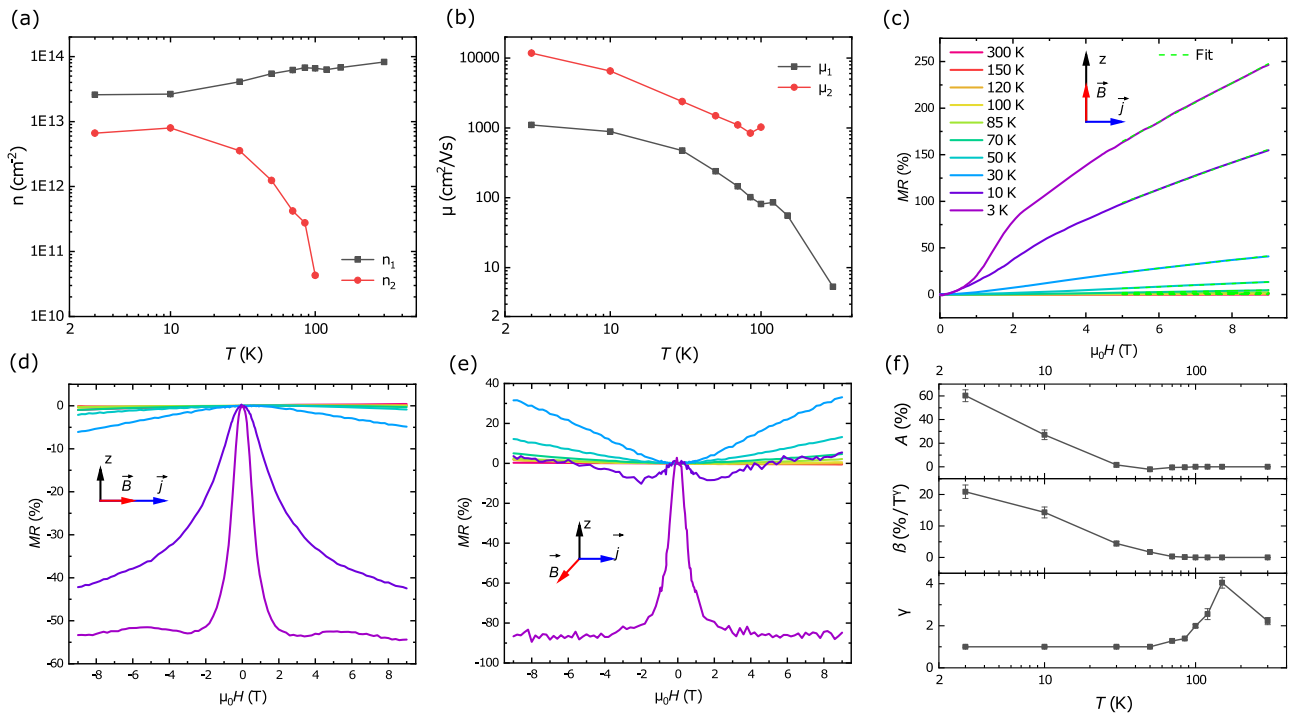 (a)
n (cm⁻²)
1E14
1E13
1E12
1E11
1E10
n₁
n₂
2
10
100
T (K)
(b)
μ (cm²/Vs)
10000
1000
100
10
2
μ₁
μ₂
2
10
100
T (K)
(c)
MR (%)
250
200
150
100
50
0
300 K
150 K
120 K
100 K
85 K
70 K
50 K
30 K
10 K
3 K
z
B
j
Fit
0
2
4
6
8
μ₀H (T)
(d)
MR (%)
0
-10
-20
-30
-40
-50
-60
z
B
j
-8
-6
-4
-2
0
2
4
6
8
μ₀H (T)
(e)
MR (%)
40
20
0
-20
-40
-60
-80
-100
z
B
j
-8
-6
-4
-2
0
2
4
6
8
μ₀H (T)
(f)
2
10
100
A (%)
60
40
20
0
β (%/Tᵞ)
20
0
γ
4
2
0
2
10
100
T (K)